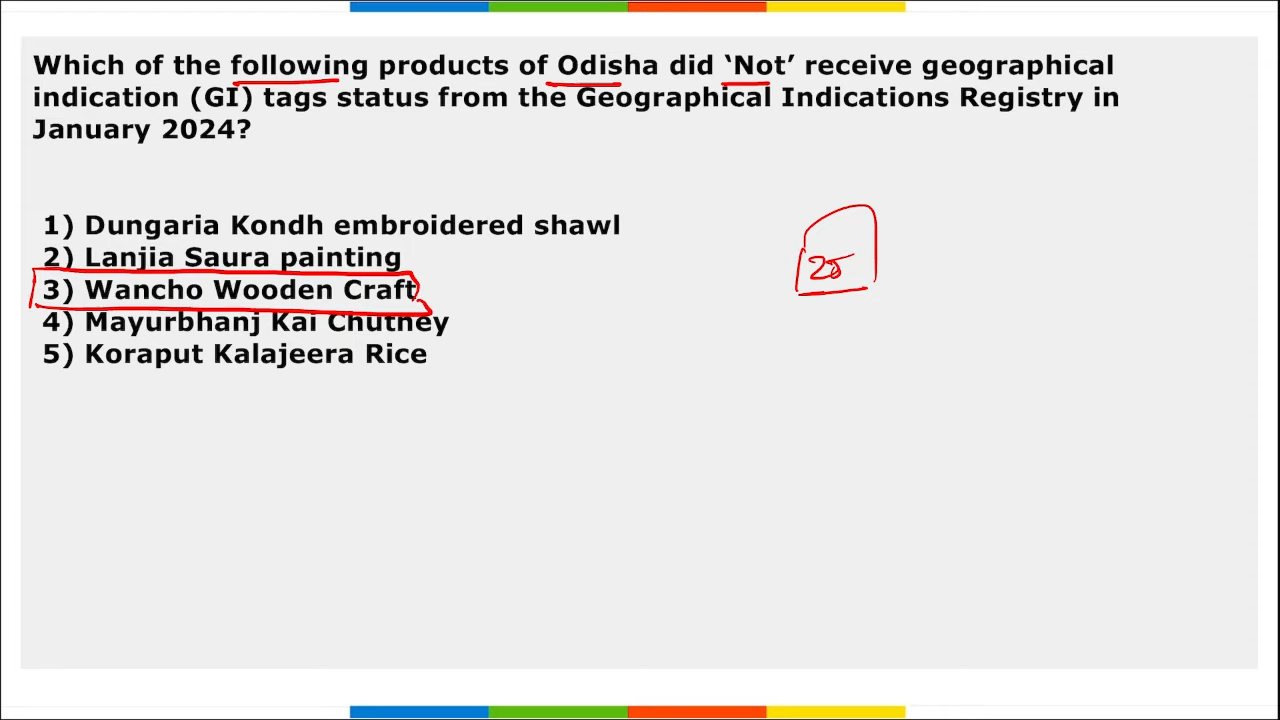 Which of the following products of Odisha did ‘Not’ receive geographical
indication (GI) tags status from the Geographical Indications Registry in
January 2024?
1) Dungaria Kondh embroidered shawl
2) Lanjia Saura painting
3) Wancho Wooden Craft
4) Mayurbhanj Kai Chutney
5) Koraput Kalajeera Rice
25